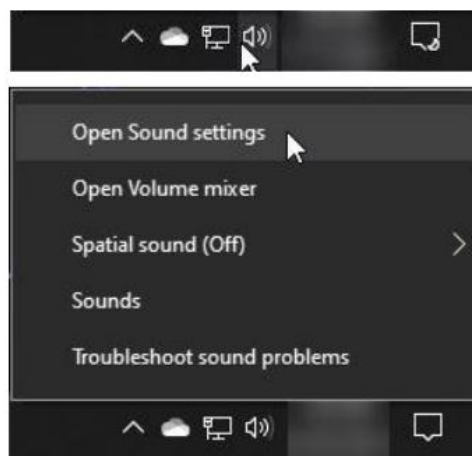 Open Sound settings
Open Volume mixer
Spatial sound (Off)
Sounds
Troubleshoot sound problems